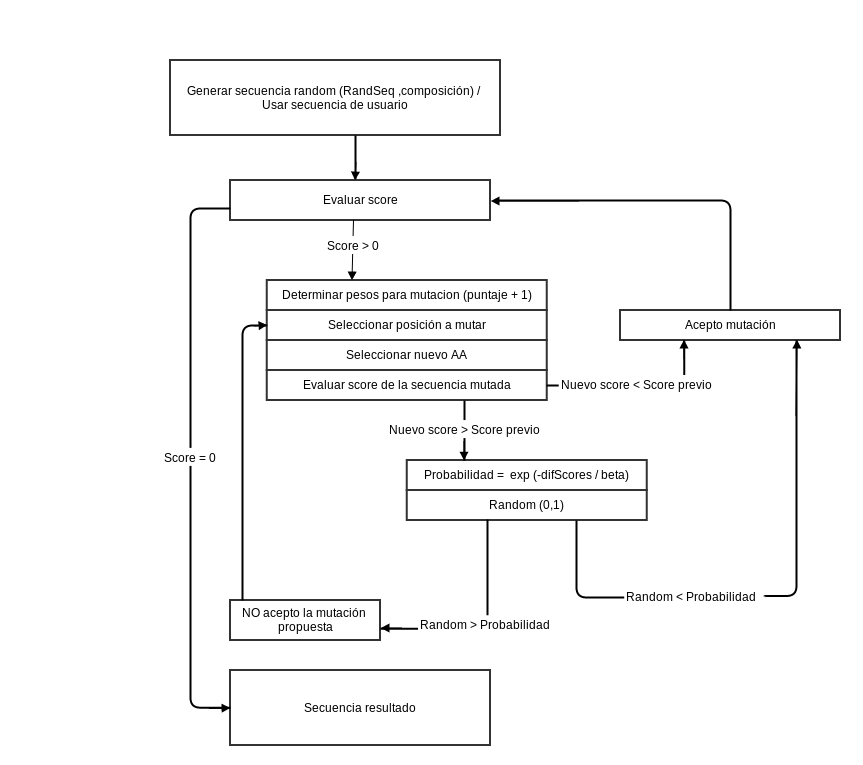 Generar secuencia random (RandSeq ,composición) /
Usar secuencia de usuario
Evaluar score
Score > 0
Determinar pesos para mutacion (puntaje + 1)
Seleccionar posición a mutar
Acepto mutación
Seleccionar nuevo AA
Evaluar score de la secuencia mutada
Nuevo score < Score previo
Nuevo score > Score previo
Score = 0
Probabilidad = exp (-difScores / beta)
Random (0,1)
Random < Probabilidad
NO acepto la mutación
propuesta
Random > Probabilidad
Secuencia resultado